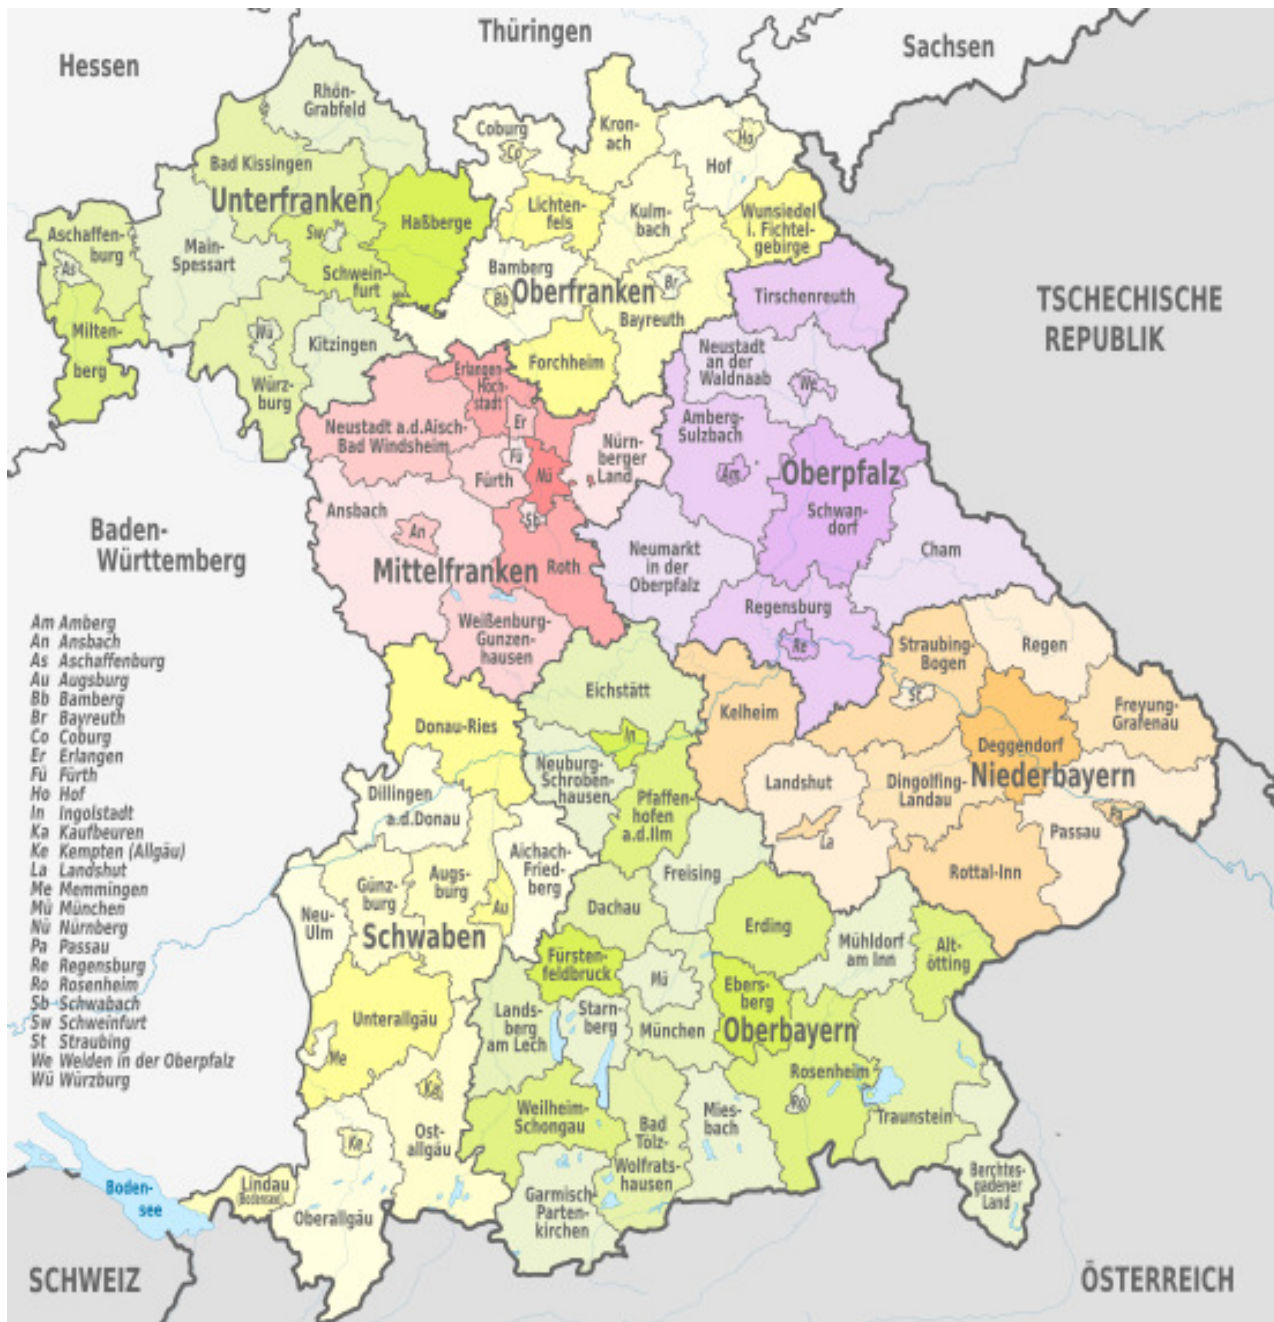 Thüringen
Sachsen
Hessen
Rhön-
Grabfeld
Coburg
Co
Kron-
ach
Ho
Hof
Bad Kissingen
Unterfranken
Haßberge
Lichten-
fels
Kulm-
bach
Wunsiedel
i. Fichtel-
gebirge
Aschaffen-
burg
As
Main-
Spessart
Sw
Schwein-
furt
Bamberg
Bb
Oberfranken
Br
Bayreuth
Tirschenreuth
TSCHECHISCHE
REPUBLIK
Milten-
berg
Wü
Würz-
burg
Kitzingen
Forchheim
Erlangen-
Höch-
stadt
Er
Neustadt
an der
Waldnaab
We
Neustadt a.d.Aisch-
Bad Windsheim
Fü
Fürth
Nü
Nürn-
berger
Land
Amberg-
Sulzbach
Am
Oberpfalz
Schwan-
dorf
Ansbach
An
Sb
Mittelfranken
Roth
Neumarkt
in der
Oberpfalz
Cham
Baden-
Württemberg
Weißenburg-
Gunzen-
hausen
Regensburg
Re
Straubing-
Bogen
St
Regen
Am Amberg
An Ansbach
As Aschaffenburg
Au Augsburg
Bb Bamberg
Br Bayreuth
Co Coburg
Er Erlangen
Fü Fürth
Ho Hof
In Ingolstadt
Ka Kaufbeuren
Ke Kempten (Allgäu)
La Landshut
Me Memmingen
Mü München
Nü Nürnberg
Pa Passau
Re Regensburg
Ro Rosenheim
Sb Schwabach
Sw Schweinfurt
St Straubing
We Weiden in der Oberpfalz
Wü Würzburg
Eichstätt
Kelheim
Freyung-
Grafenau
Donau-Ries
In
Deggendorf
Niederbayern
Neuburg-
Schroben-
hausen
Pfaffen-
hofen
a.d.Ilm
Landshut
La
Dingolfing-
Landau
Passau
Pa
Dillingen
a.d.Donau
Aichach-
Fried-
berg
Freising
Rottal-Inn
Günz-
burg
Augs-
burg
Au
Neu-
Ulm
Schwaben
Dachau
Erding
Mühldorf
am Inn
Alt-
ötting
Fürsten-
feldbruck
Mü
München
Ebers-
berg
Oberbayern
Unterallgäu
Me
Lands-
berg
am Lech
Starn-
berg
Rosenheim
Ro
Ka
Ost-
allgäu
Weilheim-
Schongau
Bad
Tölz-
Wolfrats-
hausen
Mies-
bach
Traunstein
Ke
Berchtes-
gadener
Land
Boden-
see
Lindau
(Bodensee)
Oberallgäu
Garmisch-
Parten-
kirchen
SCHWEIZ
ÖSTERREICH